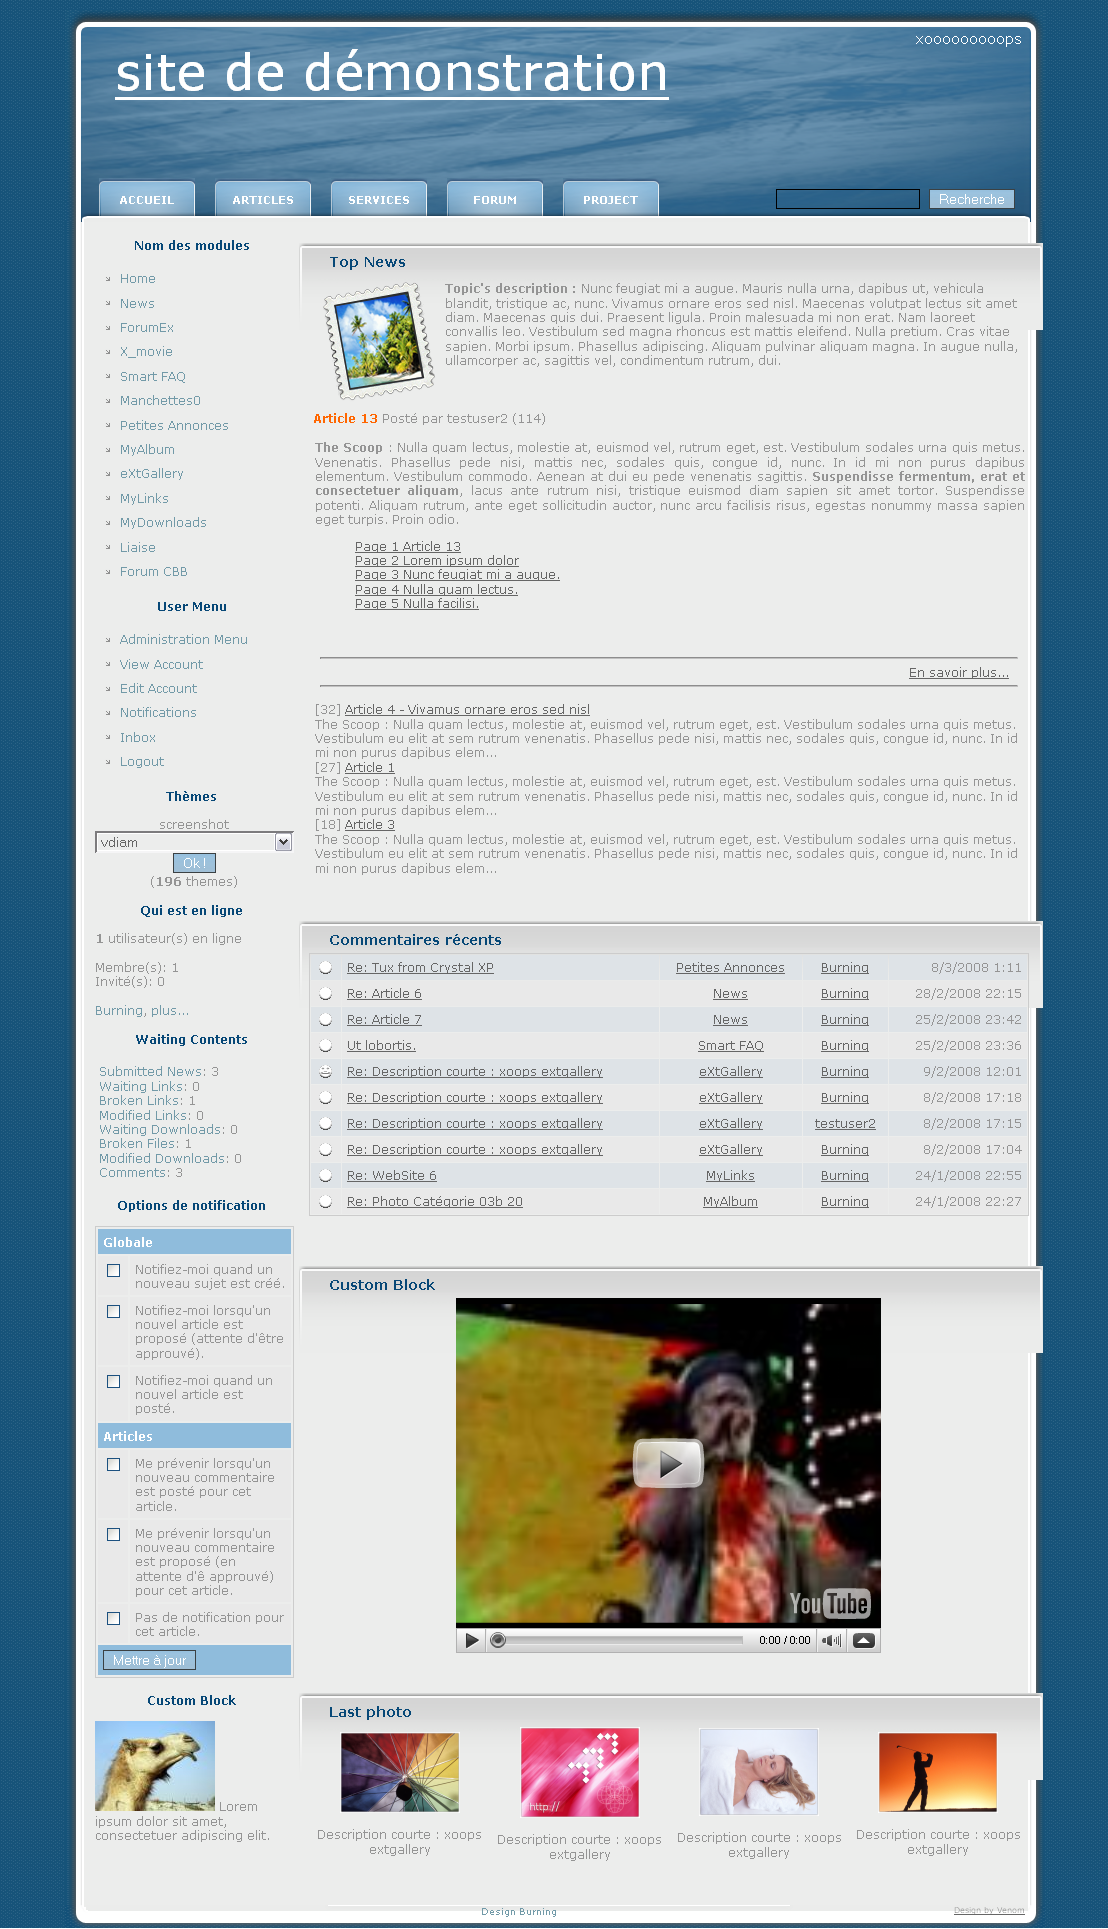 xoooooooooops
site de démonstration
ACCUEIL
ARTICLES
SERVICES
FORUM
PROJECT
Recherche
Nom des modules
Home
News
ForumEx
X_movie
Smart FAQ
Manchettes0
Petites Annonces
MyAlbum
eXtGallery
MyLinks
MyDownloads
Liaise
Forum CBB
User Menu
Administration Menu
View Account
Edit Account
Notifications
Inbox
Logout
Thèmes
screenshot
vdiam
Ok !
(196 themes)
Qui est en ligne
1 utilisateur(s) en ligne
Membre(s): 1
Invité(s): 0
Burning, plus...
Waiting Contents
Submitted News: 3
Waiting Links: 0
Broken Links: 1
Modified Links: 0
Waiting Downloads: 0
Broken Files: 1
Modified Downloads: 0
Comments: 3
Options de notification
Globale
Notifiez-moi quand un
nouveau sujet est créé.
Notifiez-moi lorsqu'un
nouvel article est
proposé (attente d'être
approuvé).
Notifiez-moi quand un
nouvel article est
posté.
Articles
Me prévenir lorsqu'un
nouveau commentaire
est posté pour cet
article.
Me prévenir lorsqu'un
nouveau commentaire
est proposé (en
attente d'ê approuvé)
pour cet article.
Pas de notification pour
cet article.
Mettre à jour
Custom Block
Lorem
ipsum dolor sit amet,
consectetuer adipiscing elit.
Top News
Topic's description : Nunc feugiat mi a augue. Mauris nulla urna, dapibus ut, vehicula
blandit, tristique ac, nunc. Vivamus ornare eros sed nisl. Maecenas volutpat lectus sit amet
diam. Maecenas quis dui. Praesent ligula. Proin malesuada mi non erat. Nam laoreet
convallis leo. Vestibulum sed magna rhoncus est mattis eleifend. Nulla pretium. Cras vitae
sapien. Morbi ipsum. Phasellus adipiscing. Aliquam pulvinar aliquam magna. In augue nulla,
ullamcorper ac, sagittis vel, condimentum rutrum, dui.
Article 13 Posté par testuser2 (114)
The Scoop : Nulla quam lectus, molestie at, euismod vel, rutrum eget, est. Vestibulum sodales urna quis metus.
Venenatis. Phasellus pede nisi, mattis nec, sodales quis, congue id, nunc. In id mi non purus dapibus
elementum. Vestibulum commodo. Aenean at dui eu pede venenatis sagittis. Suspendisse fermentum, erat et
consectetuer aliquam, lacus ante rutrum nisi, tristique euismod diam sapien sit amet tortor. Suspendisse
potenti. Aliquam rutrum, ante eget sollicitudin auctor, nunc arcu facilisis risus, egestas nonummy massa sapien
eget turpis. Proin odio.
Page 1 Article 13
Page 2 Lorem ipsum dolor
Page 3 Nunc feugiat mi a augue.
Page 4 Nulla quam lectus.
Page 5 Nulla facilisi.
En savoir plus...
[32] Article 4 - Vivamus ornare eros sed nisl
The Scoop : Nulla quam lectus, molestie at, euismod vel, rutrum eget, est. Vestibulum sodales urna quis metus.
Vestibulum eu elit at sem rutrum venenatis. Phasellus pede nisi, mattis nec, sodales quis, congue id, nunc. In id
mi non purus dapibus elem...
[27] Article 1
The Scoop : Nulla quam lectus, molestie at, euismod vel, rutrum eget, est. Vestibulum sodales urna quis metus.
Vestibulum eu elit at sem rutrum venenatis. Phasellus pede nisi, mattis nec, sodales quis, congue id, nunc. In id
mi non purus dapibus elem...
[18] Article 3
The Scoop : Nulla quam lectus, molestie at, euismod vel, rutrum eget, est. Vestibulum sodales urna quis metus.
Vestibulum eu elit at sem rutrum venenatis. Phasellus pede nisi, mattis nec, sodales quis, congue id, nunc. In id
mi non purus dapibus elem...
Commentaires récents
Re: Tux from Crystal XP Petites Annonces Burning 8/3/2008 1:11
Re: Article 6 News Burning 28/2/2008 22:15
Re: Article 7 News Burning 25/2/2008 23:42
Ut lobortis. Smart FAQ Burning 25/2/2008 23:36
Re: Description courte : xoops extgallery eXtGallery Burning 9/2/2008 12:01
Re: Description courte : xoops extgallery eXtGallery Burning 8/2/2008 17:18
Re: Description courte : xoops extgallery eXtGallery testuser2 8/2/2008 17:15
Re: Description courte : xoops extgallery eXtGallery Burning 8/2/2008 17:04
Re: WebSite 6 MyLinks Burning 24/1/2008 22:55
Re: Photo Catégorie 03b 20 MyAlbum Burning 24/1/2008 22:27
Custom Block
YouTube
0:00 / 0:00
Last photo
http://
Description courte : xoops
extgallery
Description courte : xoops
extgallery
Description courte : xoops
extgallery
Description courte : xoops
extgallery
Design Burning
Design by Venom